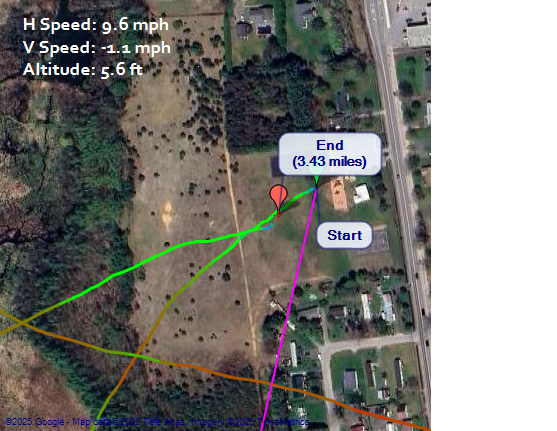 H Speed: 9.6 mph
V Speed: -1.1 mph
Altitude: 5.6 ft
End
(3.43 miles)
Start
©2025 Google - Map data ©2025 Tele Atlas, Imagery ©2025 TerraMetrics